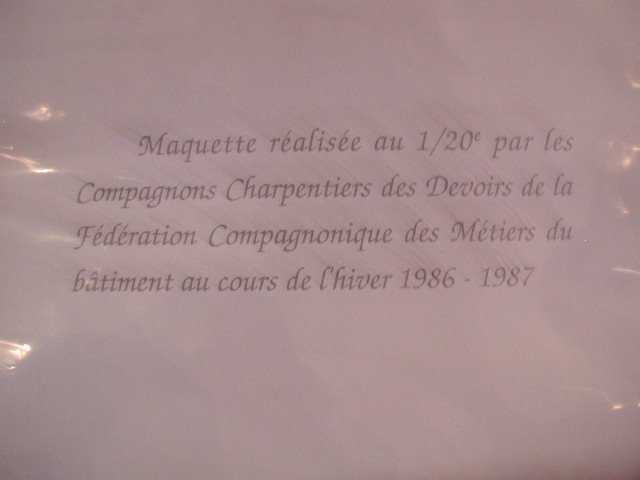 Maquette réalisée au 1/20e par les
Compagnons Charpentiers des Devoirs de la
Fédération Compagnonique des Métiers du
bâtiment au cours de l'hiver 1986 - 1987